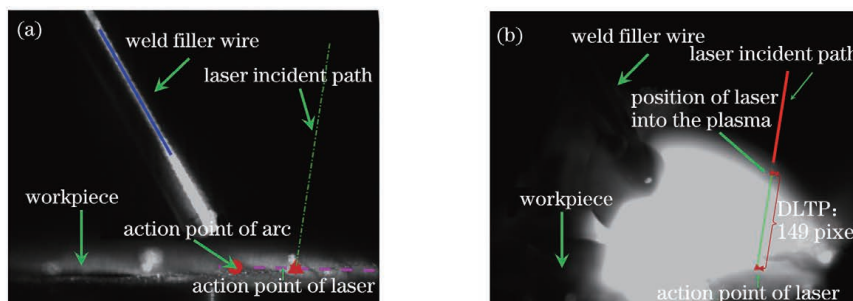 (a)
weld filler wire
laser incident path
workpiece
action point of arc
action point of laser
(b)
weld filler wire
laser incident path
position of laser
into the plasma
workpiece
DLTP:
149 pixe
action point of laser